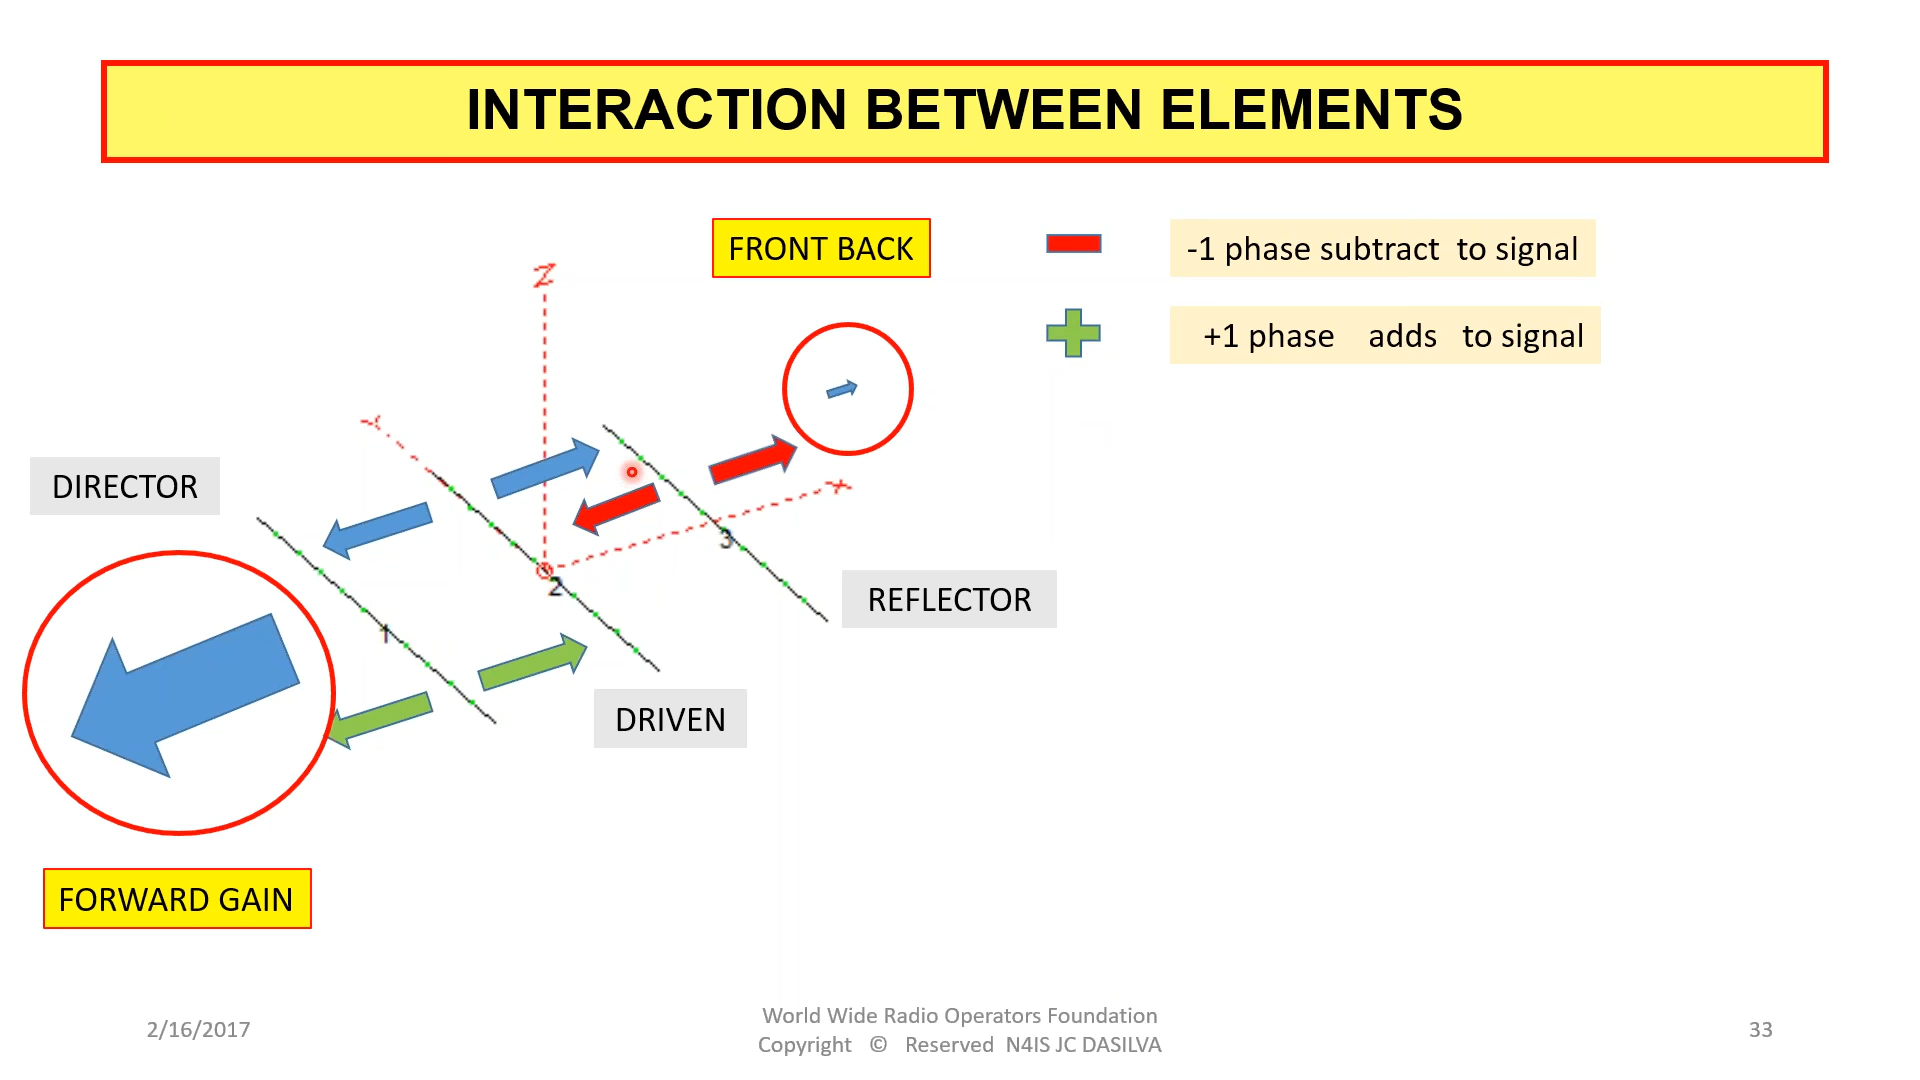 INTERACTION BETWEEN ELEMENTS
FRONT BACK
-1 phase subtract to signal
+1 phase adds to signal
Z
Y
X
DIRECTOR
3
2
REFLECTOR
1
DRIVEN
FORWARD GAIN
2/16/2017
World Wide Radio Operators Foundation
Copyright © Reserved N4IS JC DASILVA
33